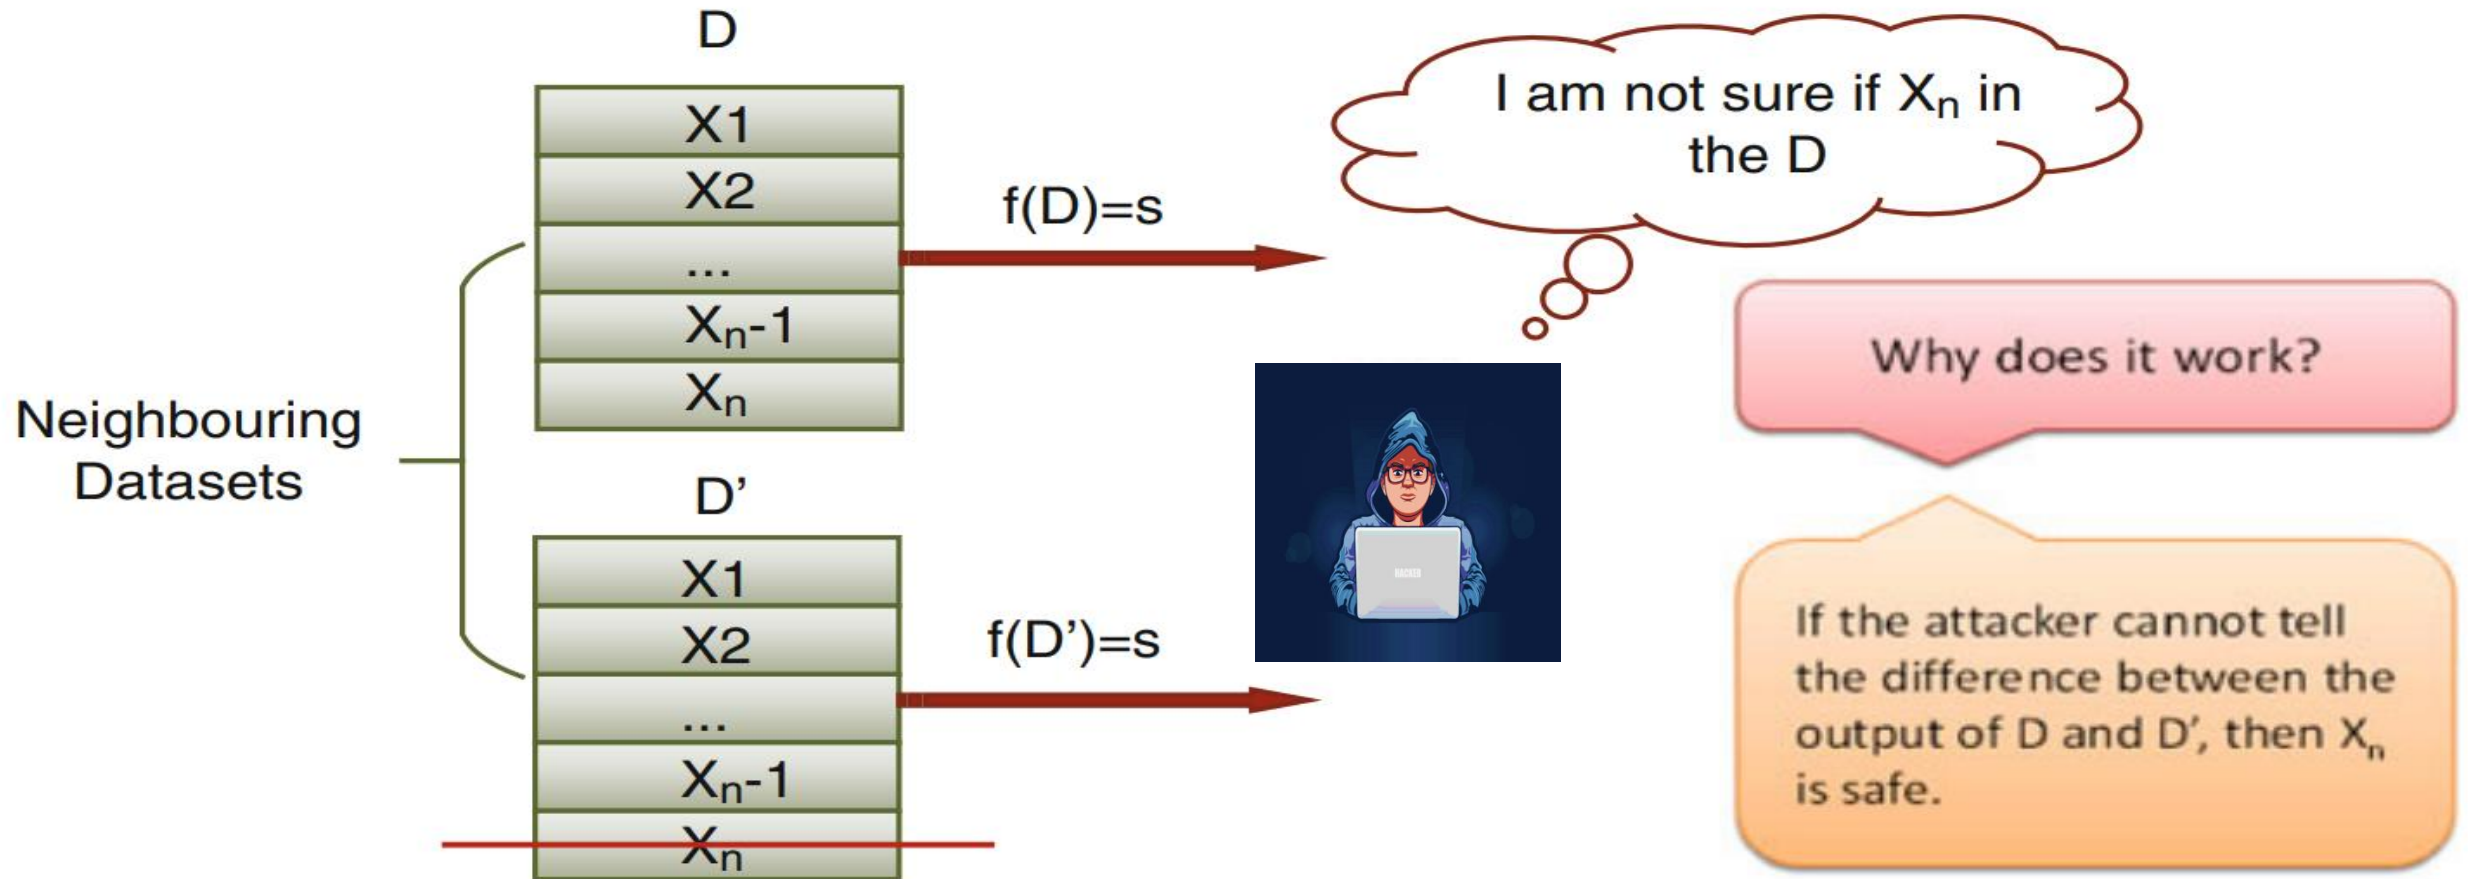 D
X1
X2
...
Xn-1
Xn
f(D)=s
I am not sure if Xn in
the D
Neighbouring
Datasets
D’
X1
X2
...
Xn-1
Xn
f(D’)=s
HACKER
Why does it work?
If the attacker cannot tell
the difference between the
output of D and D’, then Xn
is safe.